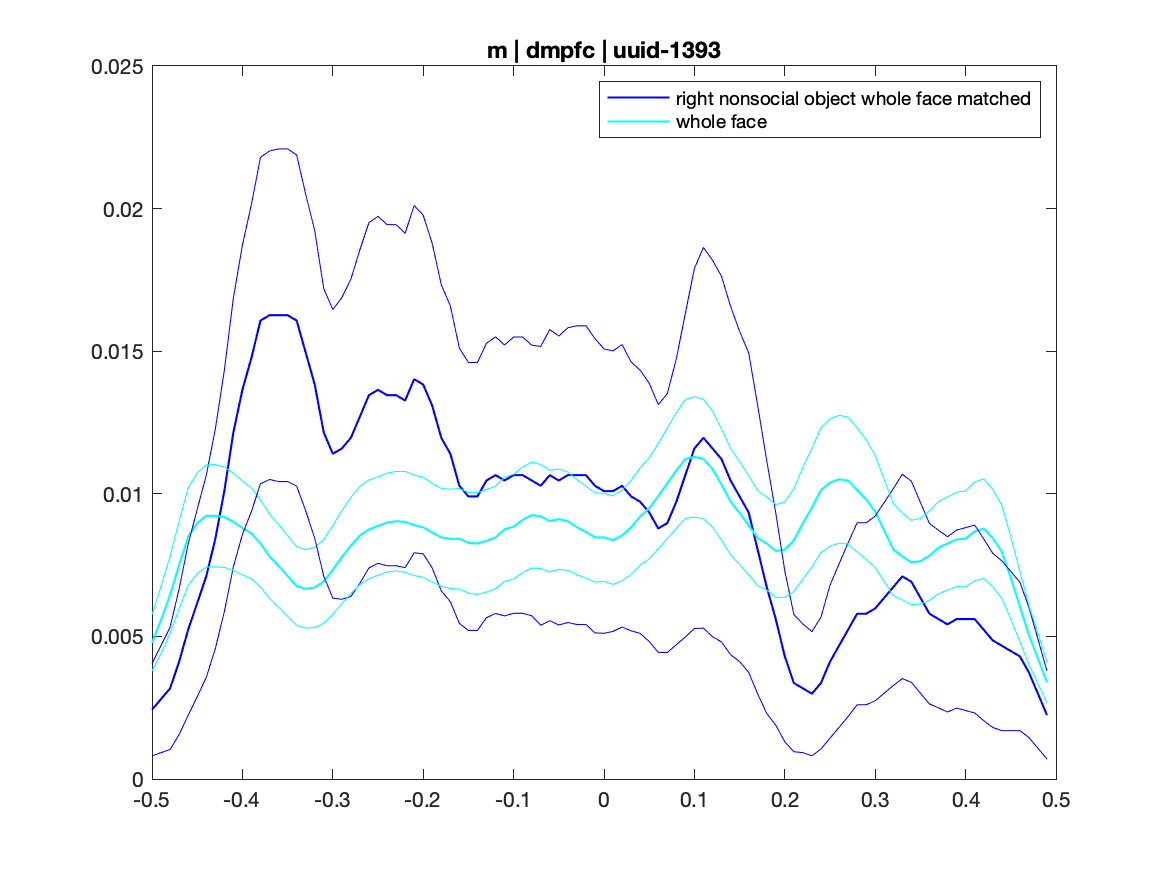 m | dmpfc | uuid-1393
0.025
0.02
0.015
0.01
0.005
0
right nonsocial object whole face matched
whole face
-0.5 -0.4 -0.3 -0.2 -0.1 0 0.1 0.2 0.3 0.4 0.5